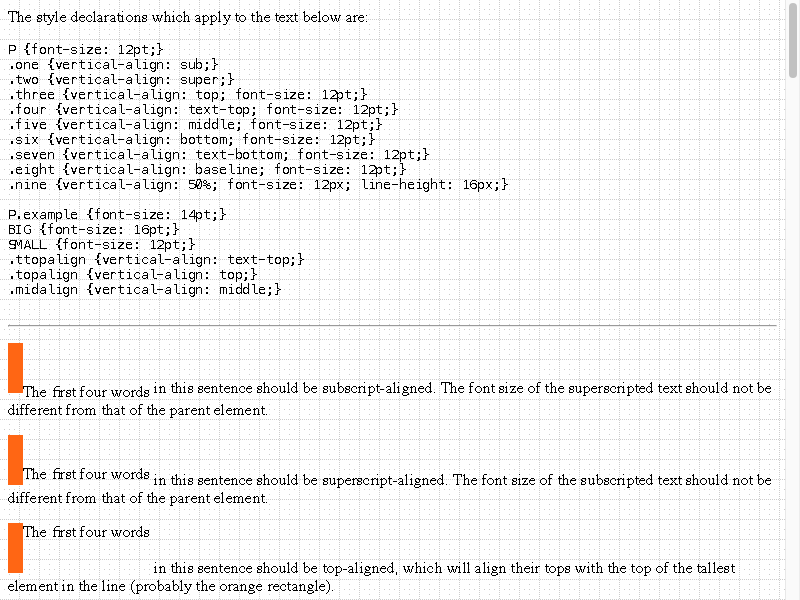 The style declarations which apply to the text below are:
P {font-size: 12pt;}
.one {vertical-align: sub;}
.two {vertical-align: super;}
.three {vertical-align: top; font-size: 12pt;}
.four {vertical-align: text-top; font-size: 12pt;}
.five {vertical-align: middle; font-size: 12pt;}
.six {vertical-align: bottom; font-size: 12pt;}
.seven {vertical-align: text-bottom; font-size: 12pt;}
.eight {vertical-align: baseline; font-size: 12pt;}
.nine {vertical-align: 50%; font-size: 12px; line-height: 16px;}
P.example {font-size: 14pt;}
BIG {font-size: 16pt;}
SMALL {font-size: 12pt;}
.ttopalign {vertical-align: text-top;}
.topalign {vertical-align: top;}
.midalign {vertical-align: middle;}
The first four words in this sentence should be subscript-aligned. The font size of the superscripted text should not be
different from that of the parent element.
The first four words in this sentence should be superscript-aligned. The font size of the subscripted text should not be
different from that of the parent element.
The first four words
in this sentence should be top-aligned, which will align their tops with the top of the tallest
element in the line (probably the orange rectangle).